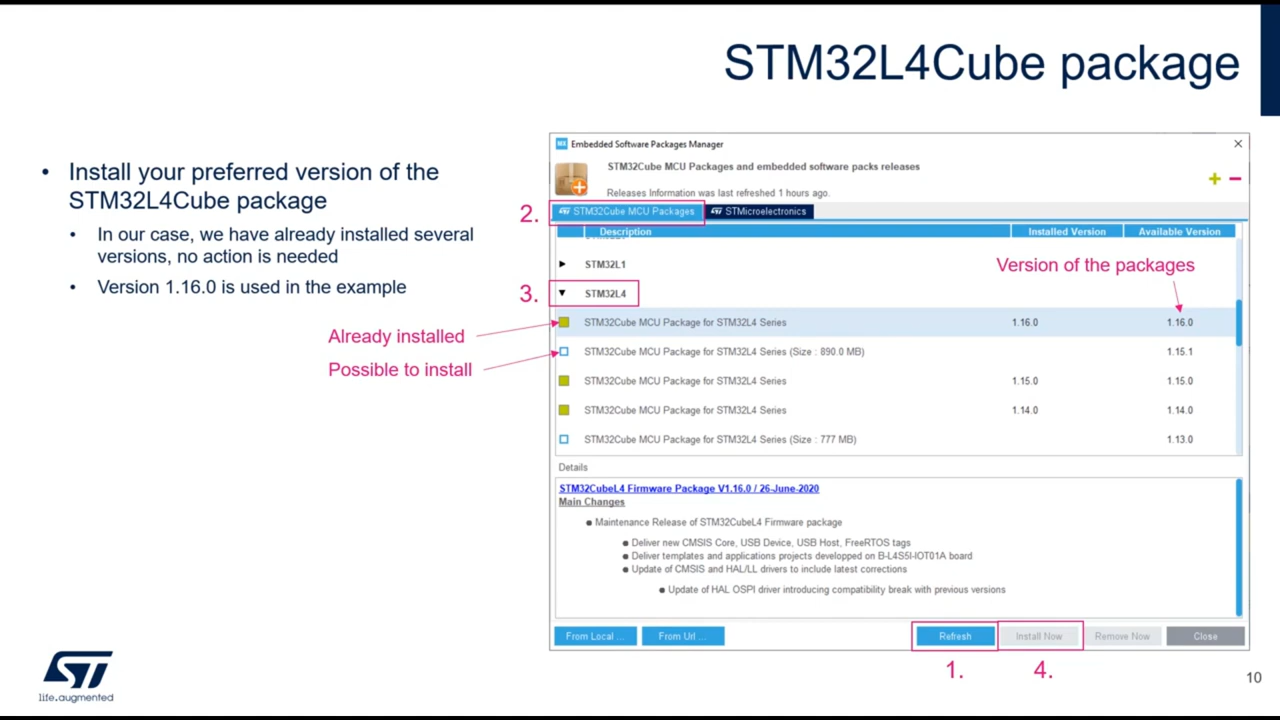 STM32L4Cube package
• Install your preferred version of the
STM32L4Cube package
• In our case, we have already installed several
versions, no action is needed
• Version 1.16.0 is used in the example
Already installed
Possible to install
2.
3.
MX Embedded Software Packages Manager
STM32Cube MCU Packages and embedded software packs releases
Releases Information was last refreshed 1 hours ago.
STM32Cube MCU Packages STMicroelectronics
Description Installed Version Available Version
STM32L1
Version of the packages
STM32L4
STM32Cube MCU Package for STM32L4 Series 1.16.0 1.16.0
STM32Cube MCU Package for STM32L4 Series (Size : 890.0 MB) 1.15.1
STM32Cube MCU Package for STM32L4 Series 1.15.0 1.15.0
STM32Cube MCU Package for STM32L4 Series 1.14.0 1.14.0
STM32Cube MCU Package for STM32L4 Series (Size : 777 MB) 1.13.0
Details
STM32CubeL4 Firmware Package V1.16.0 / 26-June-2020
Main Changes
● Maintenance Release of STM32CubeL4 Firmware package
● Deliver new CMSIS Core, USB Device, USB Host, FreeRTOS tags
● Deliver templates and applications projects developped on B-L4S5I-IOT01A board
● Update of CMSIS and HAL/LL drivers to include latest corrections
● Update of HAL OSPI driver introducing compatibility break with previous versions
From Local ... From Url ... Refresh Install Now Remove Now Close
1. 4.
ST
life.augmented
10